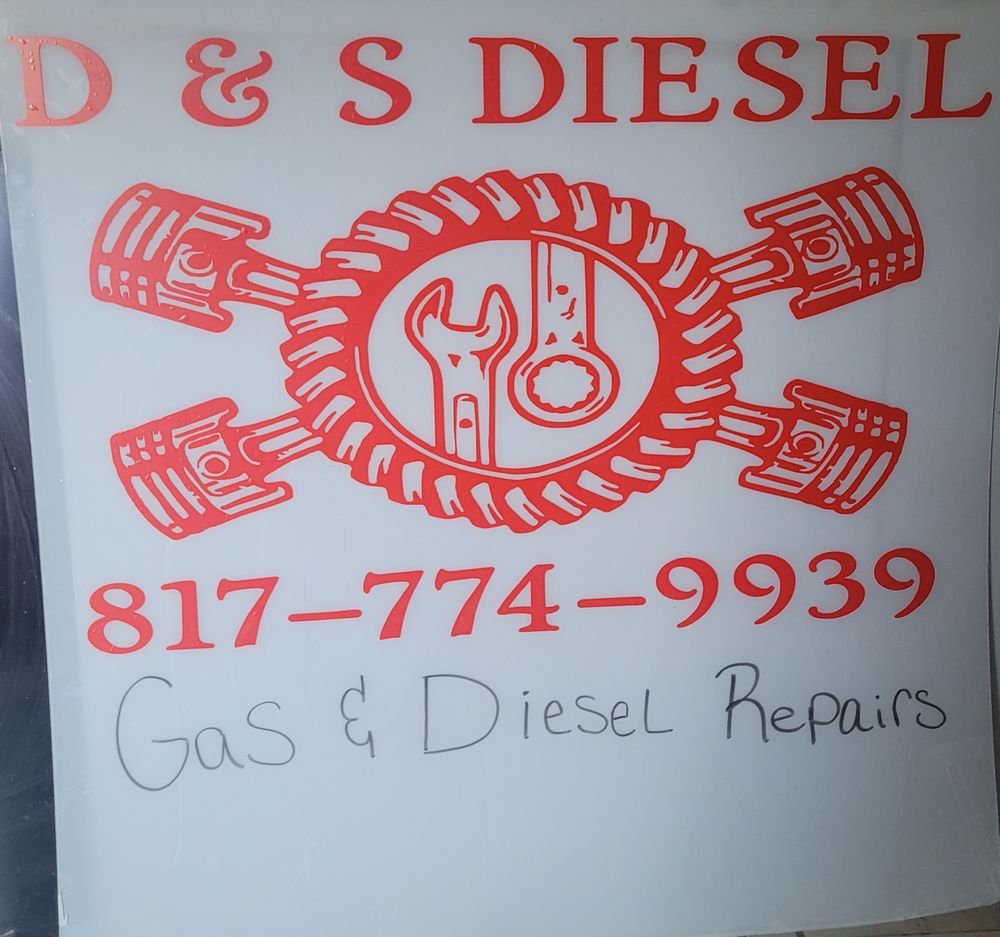 D & S DIESEL
817-774-9939
Gas & Diesel Repairs